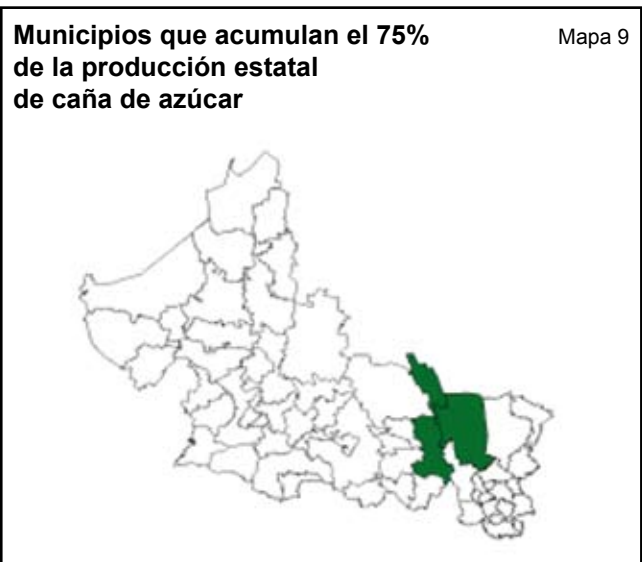 Municipios que acumulan el 75%
Mapa 9
de la producción estatal
de caña de azúcar